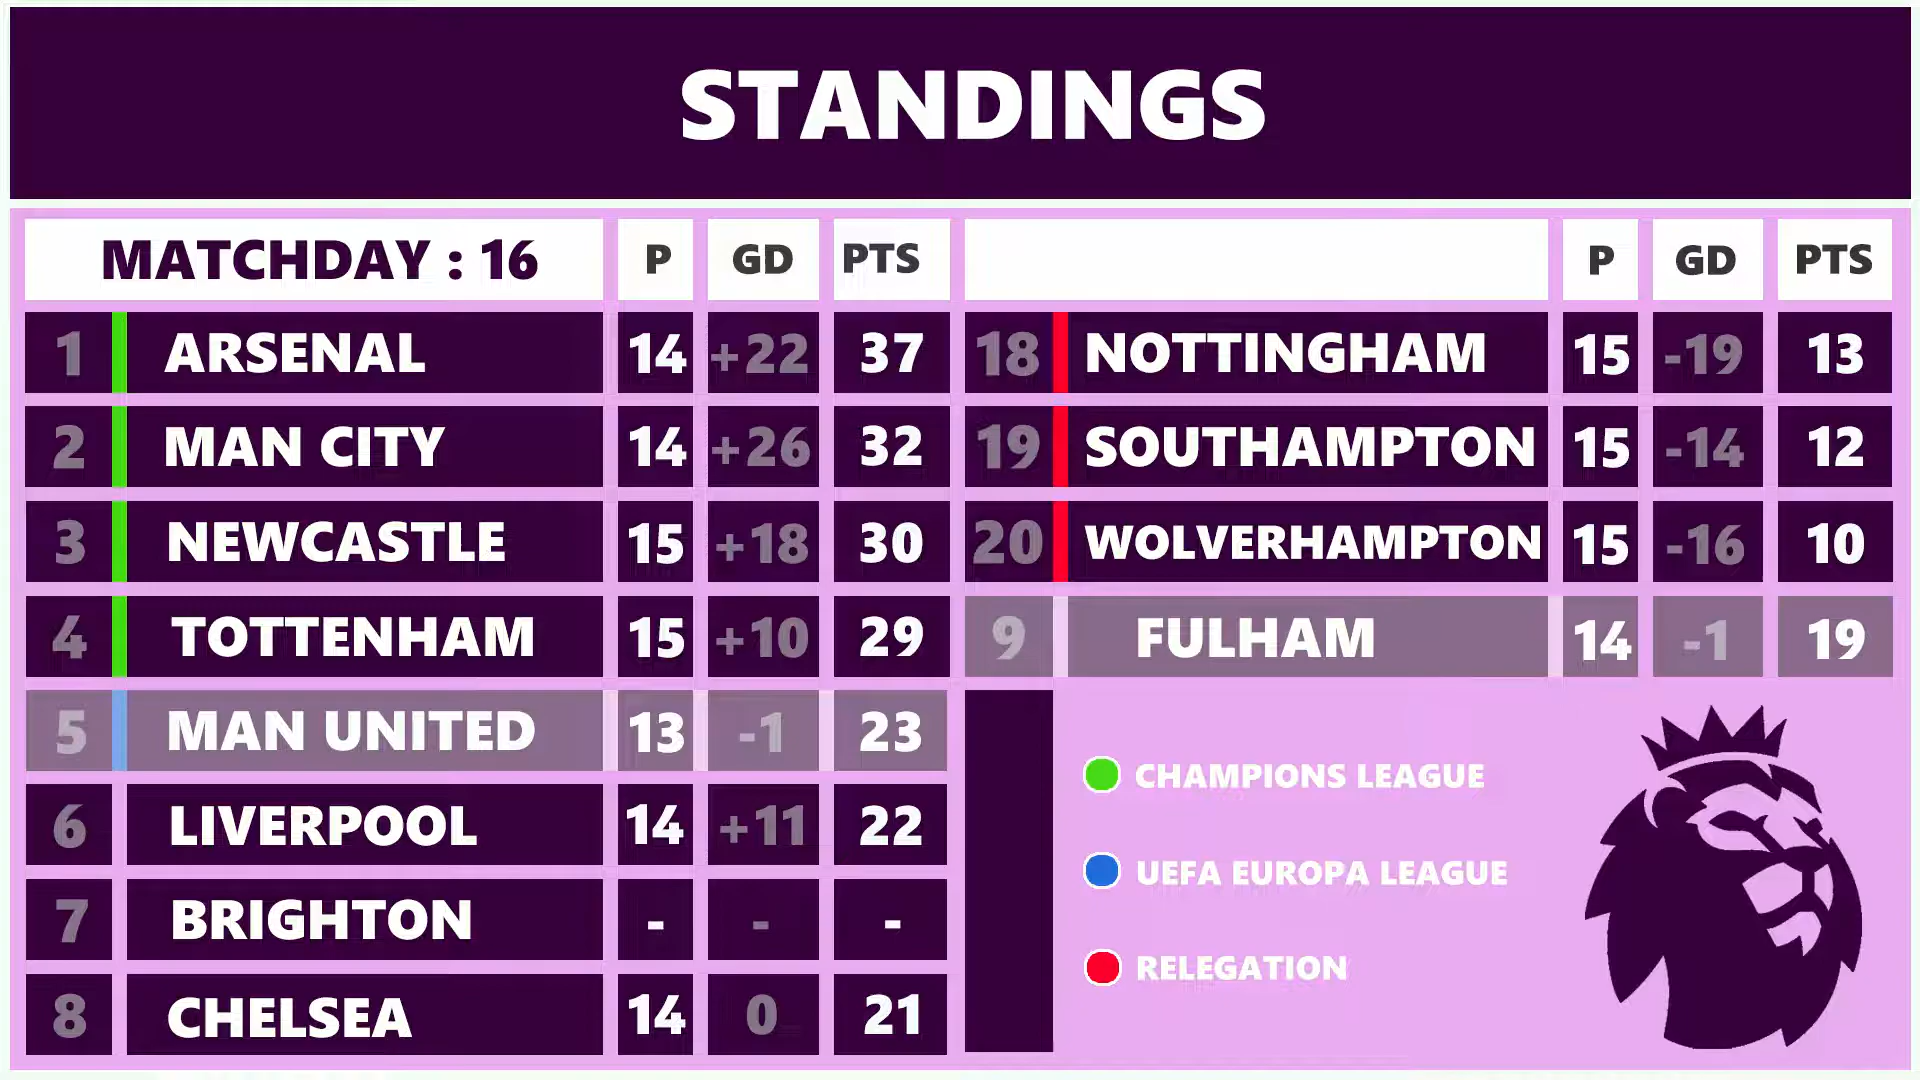 STANDINGS
MATCHDAY : 16 P GD PTS
1 ARSENAL 14 +22 37
2 MAN CITY 14 +26 32
3 NEWCASTLE 15 +18 30
4 TOTTENHAM 15 +10 29
5 MAN UNITED 13 -1 23
6 LIVERPOOL 14 +11 22
7 BRIGHTON - - -
8 CHELSEA 14 0 21
P GD PTS
18 NOTTINGHAM 15 -19 13
19 SOUTHAMPTON 15 -14 12
20 WOLVERHAMPTON 15 -16 10
9 FULHAM 14 -1 19
CHAMPIONS LEAGUE
UEFA EUROPA LEAGUE
RELEGATION